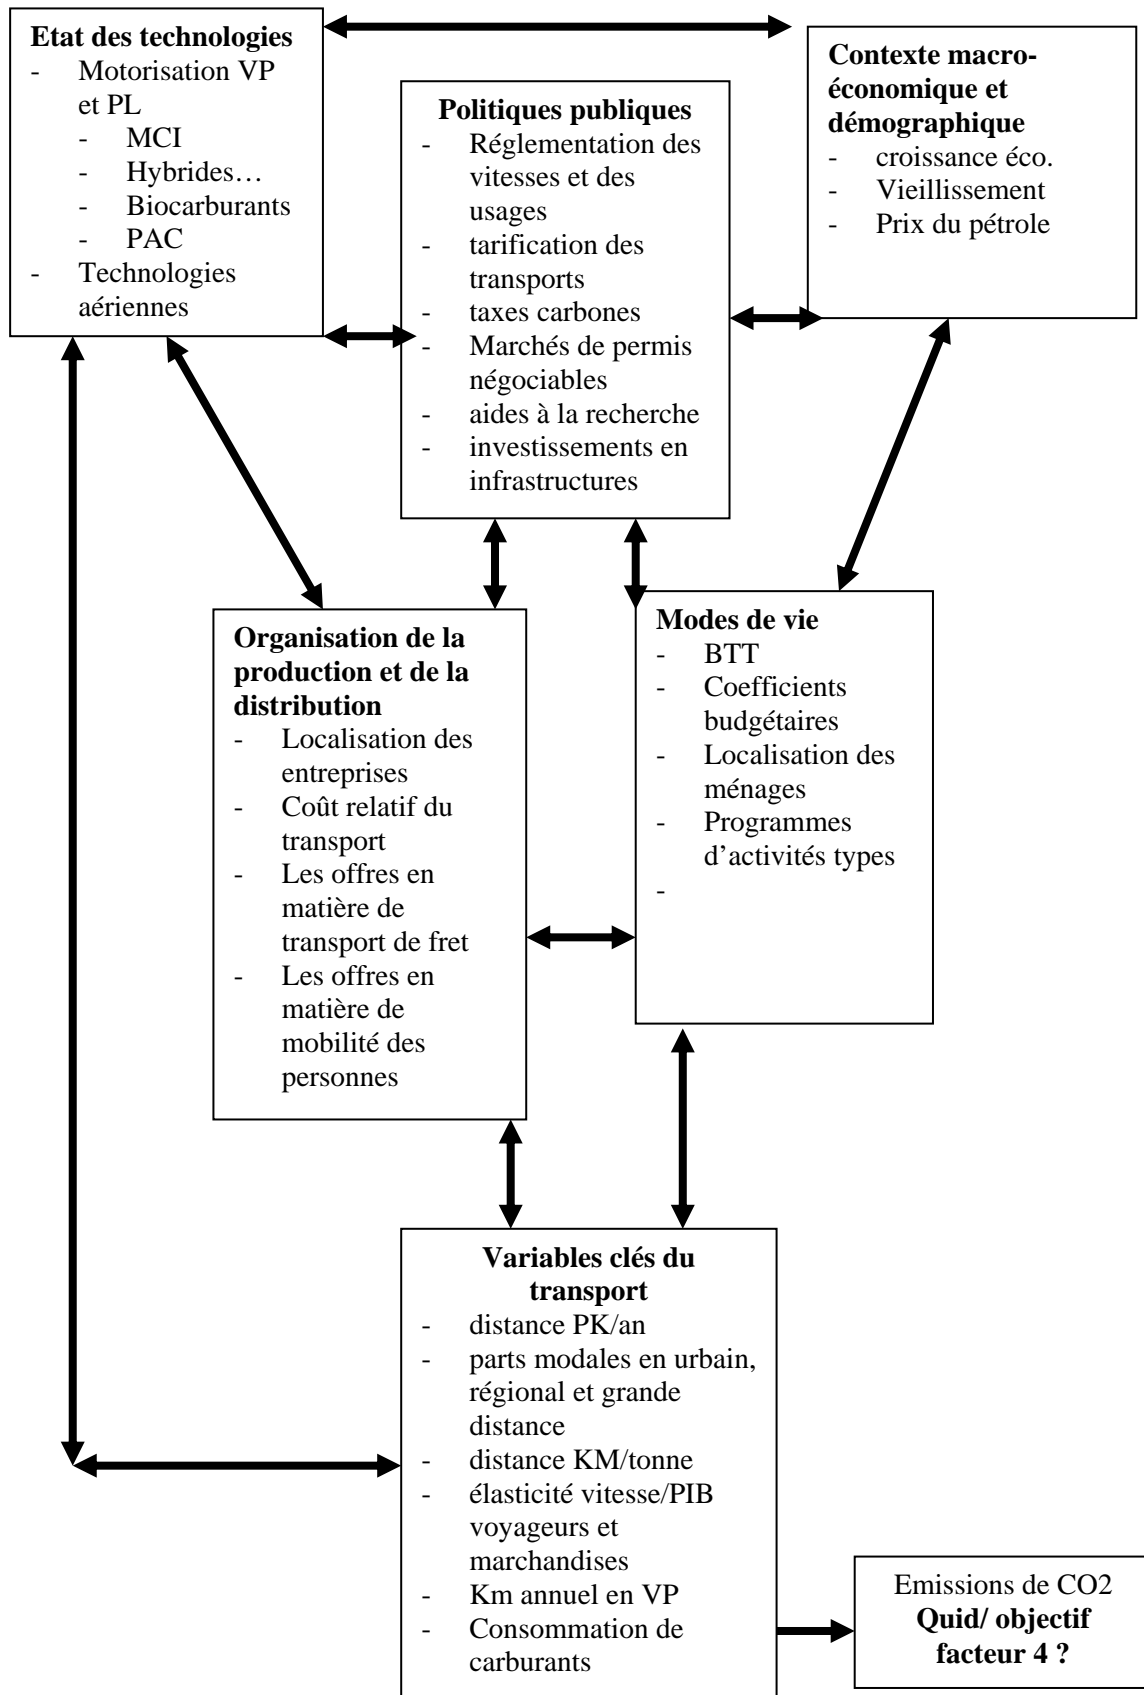 Etat des technologies
- Motorisation VP
et PL
- MCI
- Hybrides…
- Biocarburants
- PAC
- Technologies
aériennes
Politiques publiques
- Réglementation des
vitesses et des
usages
- tarification des
transports
- taxes carbones
- Marchés de permis
négociables
- aides à la recherche
- investissements en
infrastructures
Contexte macro-
économique et
démographique
- croissance éco.
- Vieillissement
- Prix du pétrole
Organisation de la
production et de la
distribution
- Localisation des
entreprises
- Coût relatif du
transport
- Les offres en
matière de
transport de fret
- Les offres en
matière de
mobilité des
personnes
Modes de vie
- BTT
- Coefficients
budgétaires
- Localisation des
ménages
- Programmes
d’activités types
-
Variables clés du
transport
- distance PK/an
- parts modales en urbain,
régional et grande
distance
- distance KM/tonne
- élasticité vitesse/PIB
voyageurs et
marchandises
- Km annuel en VP
- Consommation de
carburants
Emissions de CO2
Quid/ objectif
facteur 4 ?